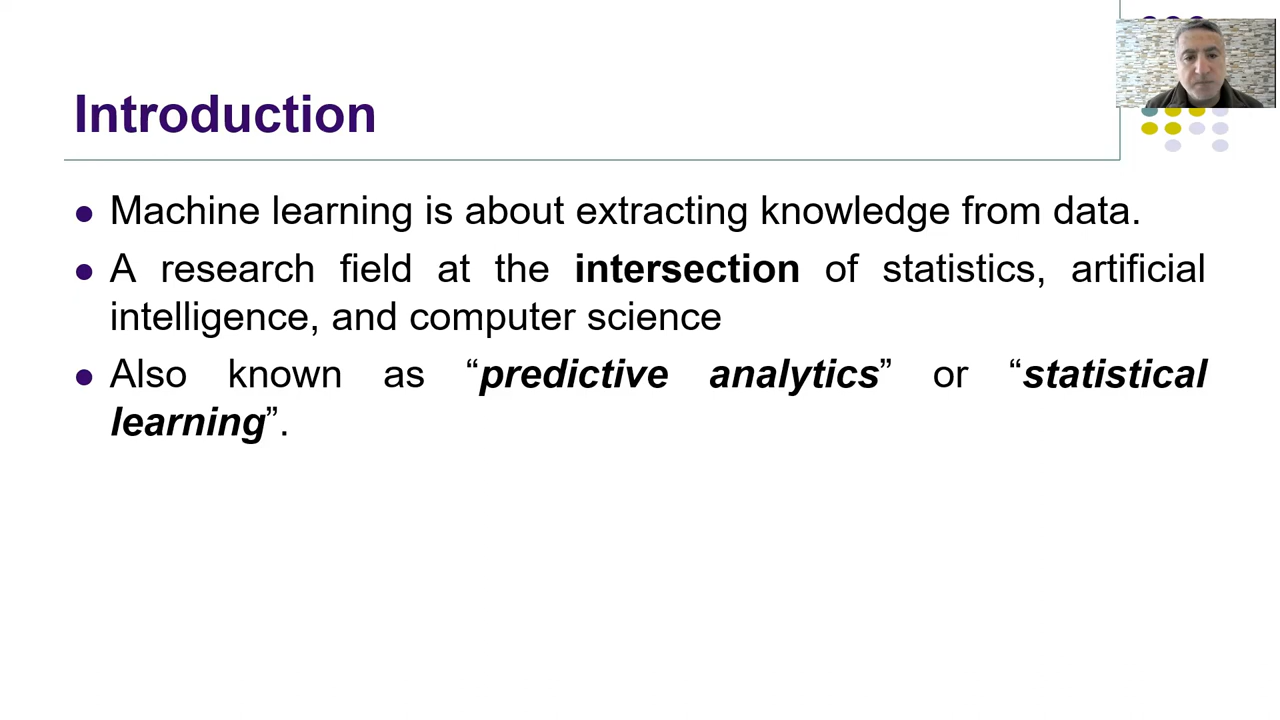 Introduction
Machine learning is about extracting knowledge from data.
A research field at the intersection of statistics, artificial
intelligence, and computer science
Also known as “predictive analytics” or “statistical
learning”.